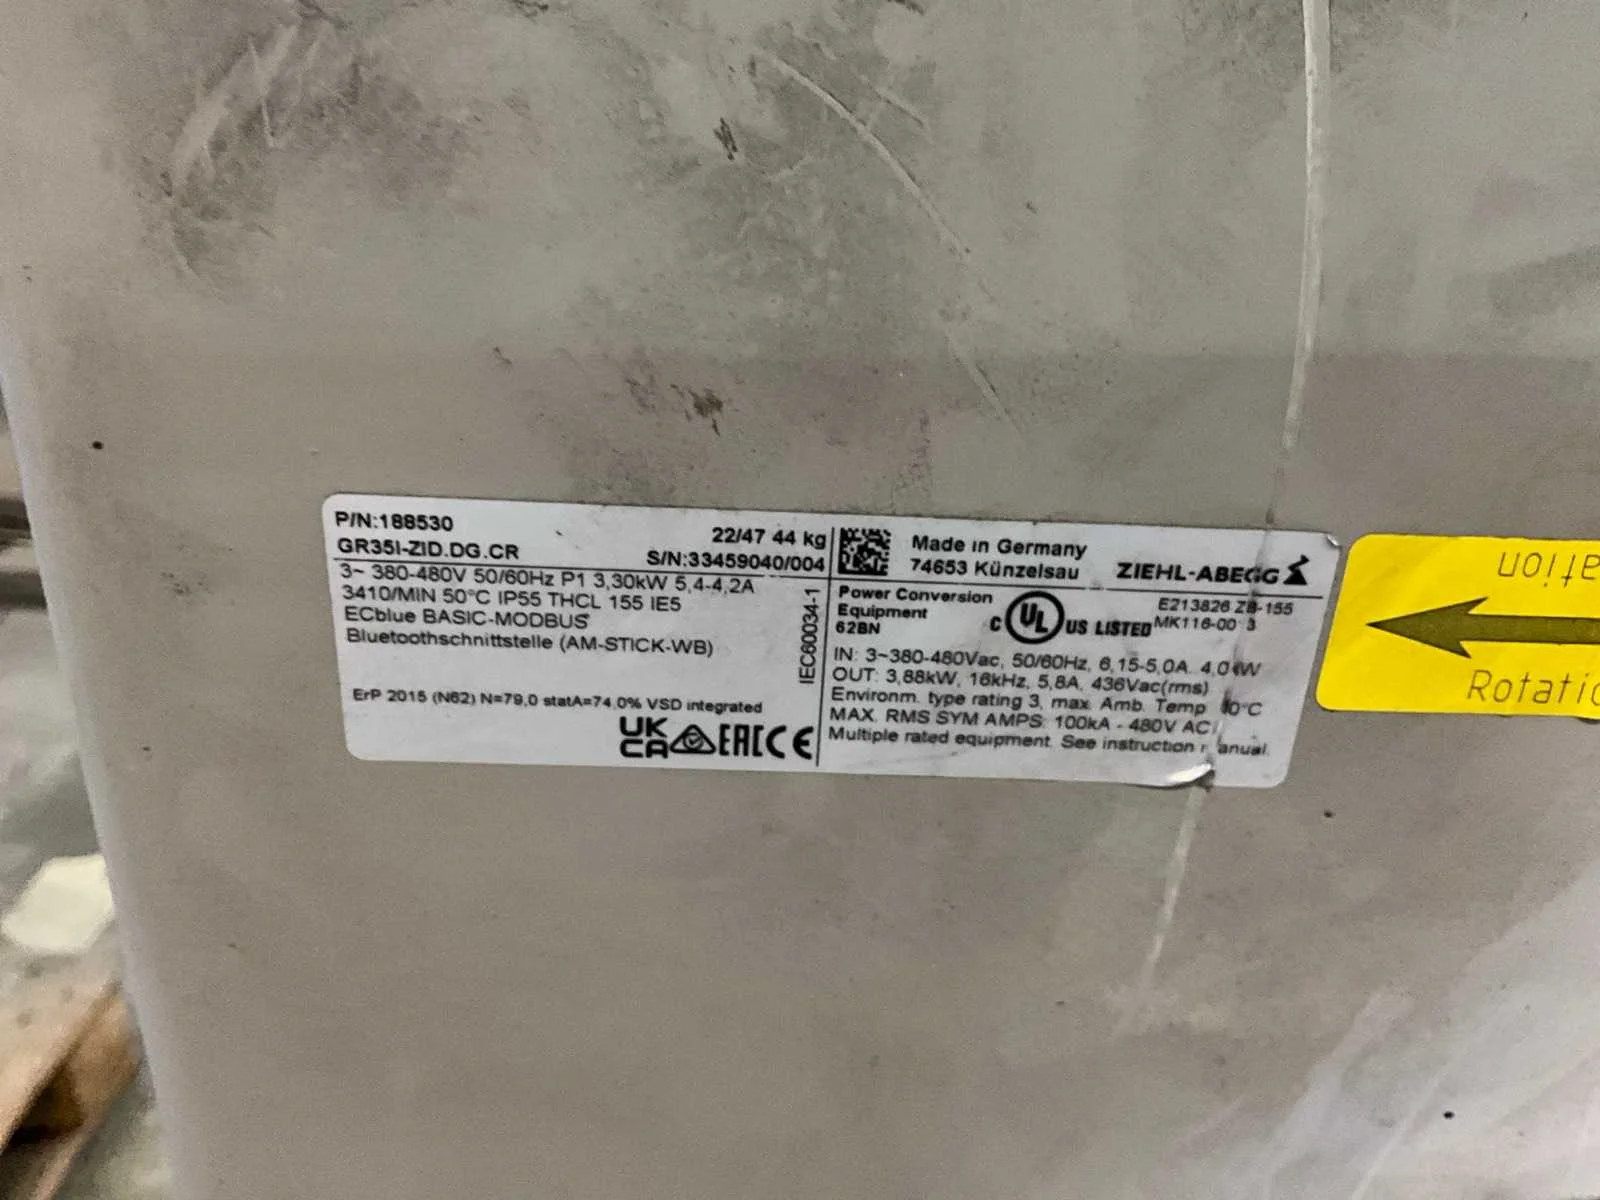 P/N:188530
GR35I-ZID.DG.CR
22/47 44 kg
S/N:33459040/004
3~ 380-480V 50/60Hz P1 3,30kW 5,4-4,2A
3410/MIN 50°C IP55 THCL 155 IE5
ECblue BASIC-MODBUS
Bluetoothschnittstelle (AM-STICK-WB)
IEC60034-1
ErP 2015 (N62) N=79,0 statA=74,0% VSD integrated
UK
CA
EAC CE
Made in Germany
74653 Künzelsau
ZIEHL-ABEGG
Power Conversion
Equipment
62BN
C UL US LISTED
E213826 ZB-155
IN: 3~380-480Vac, 50/60Hz, 6,15-5,0A, 4,0kW
OUT: 3,88kW, 16kHz, 5,8A, 436Vac(rms)
Environm. type rating 3, max. Amb. Temp
MAX. RMS SYM AMPS: 100kA - 480V AC
Multiple rated equipment. See instruction